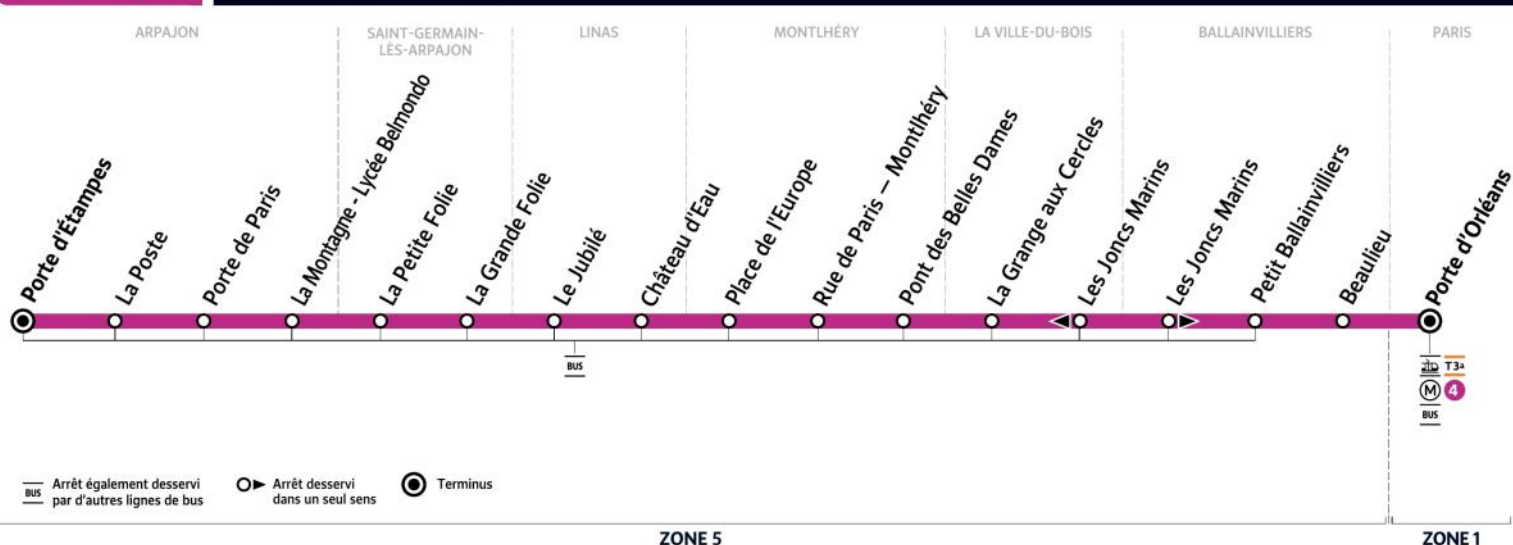 ARPAJON
SAINT-GERMAIN-
LÈS-ARPAJON
LINAS
MONTLHÉRY
LA VILLE-DU-BOIS
BALLAINVILLIERS
PARIS
Porte d'Étampes
La Poste
Porte de Paris
La Montagne - Lycée Belmondo
La Petite Folie
La Grande Folie
Le Jubilé
Château d'Eau
Place de l'Europe
Rue de Paris – Montlhéry
Pont des Belles Dames
La Grange aux Cercles
Les Joncs Marins
Les Joncs Marins
Petit Ballainvilliers
Beaulieu
Porte d'Orléans
BUS
T3a
M 4
BUS
BUS Arrêt également desservi
par d'autres lignes de bus
Arrêt desservi
dans un seul sens
Terminus
ZONE 5
ZONE 1